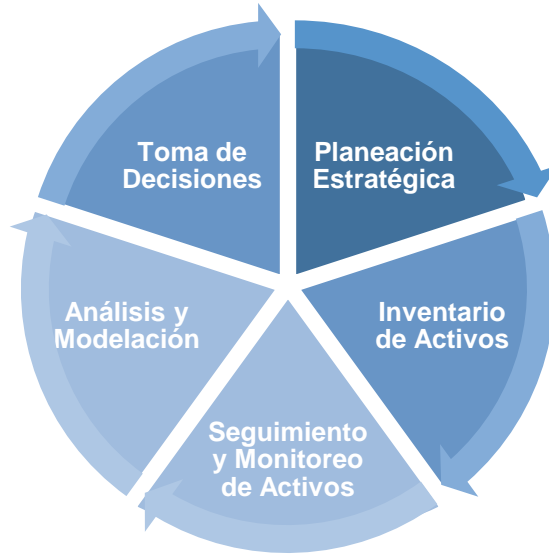 Planeación
Estratégica
Inventario
de Activos
Seguimiento
y Monitoreo
de Activos
Análisis y
Modelación
Toma de
Decisiones